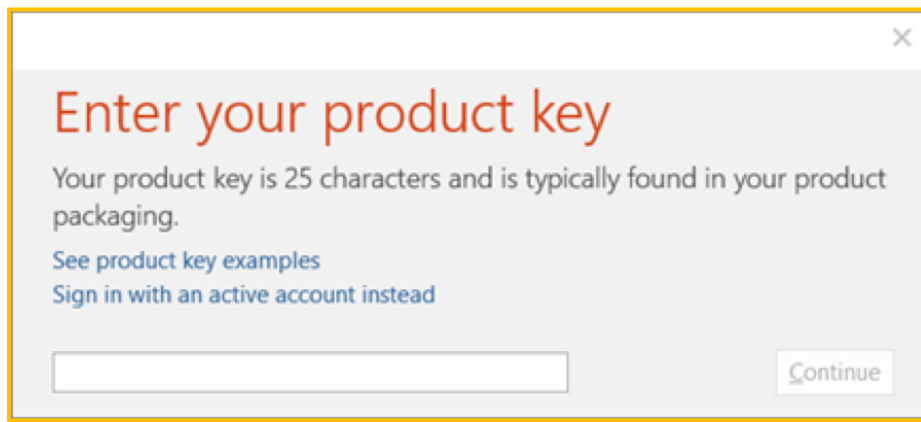 Enter your product key
Your product key is 25 characters and is typically found in your product
packaging.
See product key examples
Sign in with an active account instead
Continue